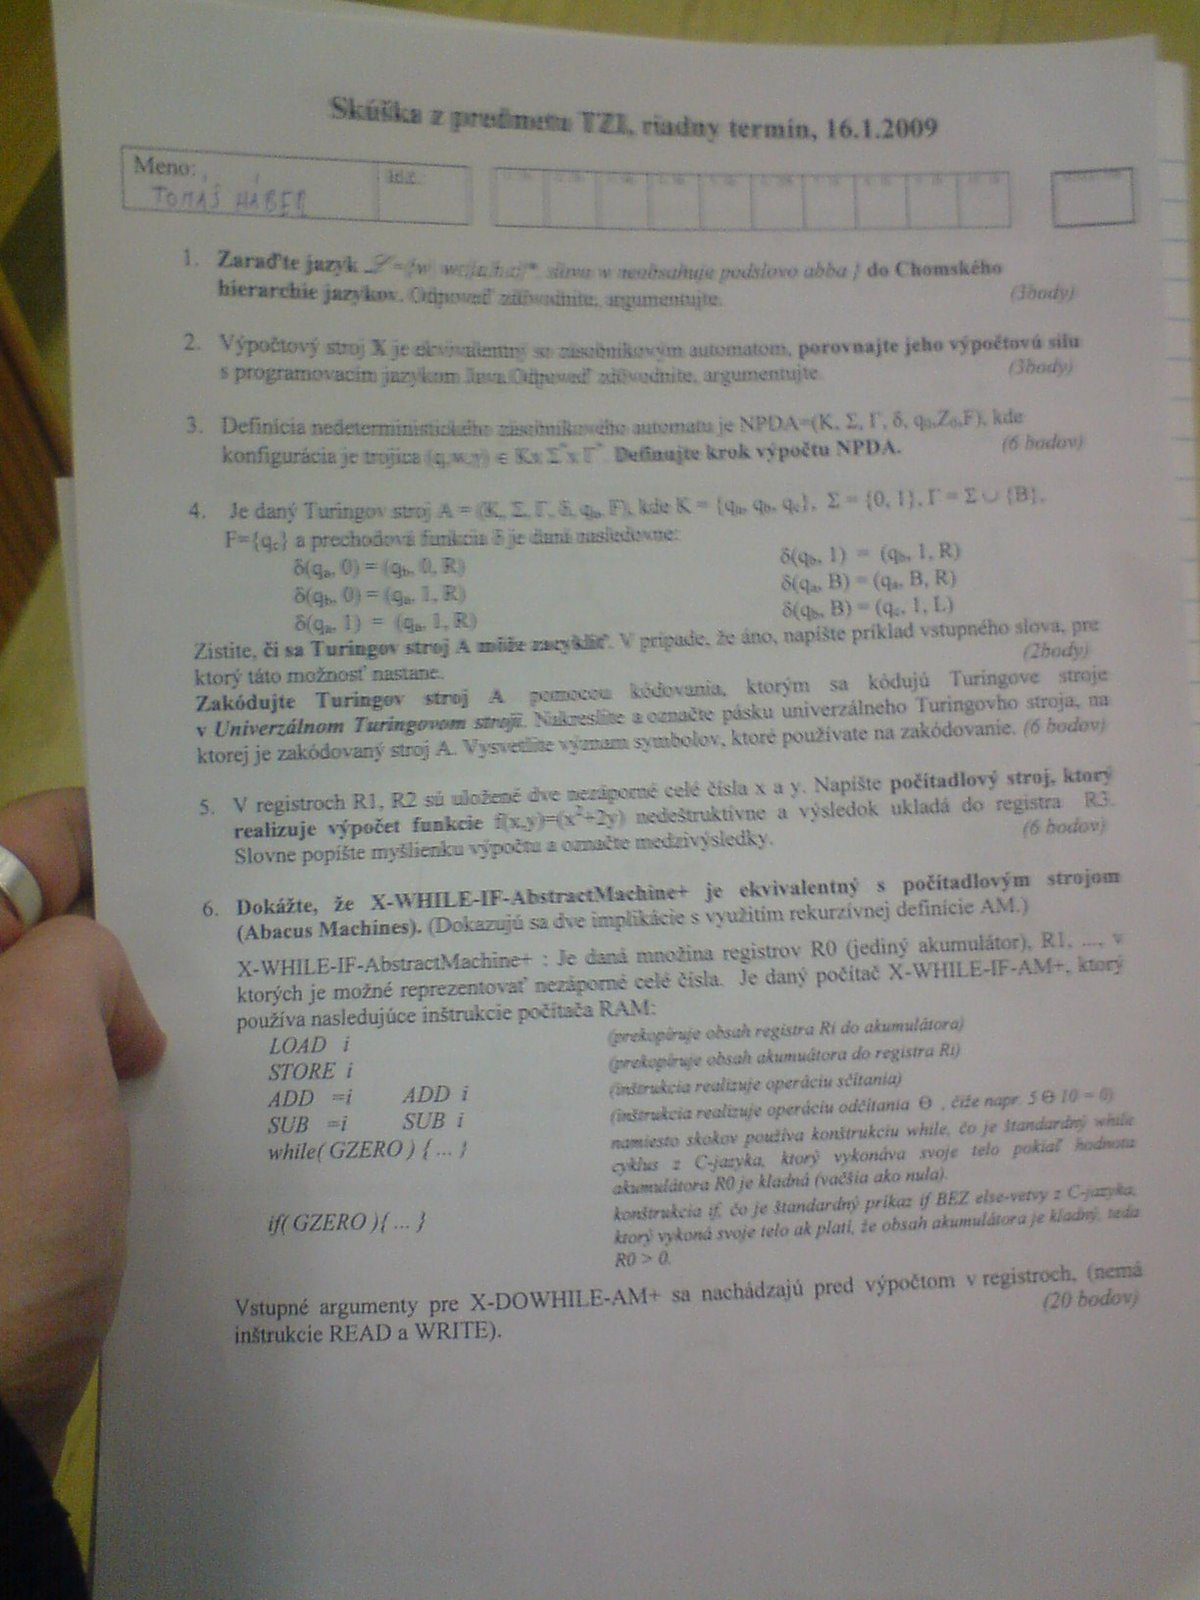 Skúška z predmetu TZI, riadny termín, 16.1.2009
Meno:
TOMÁŠ HABER
1. Zaraďte jazyk ℒ={w| w∈{a,b,c}*, slovo w neobsahuje podslovo abba } do Chomského
hierarchie jazykov. Odpoveď zdôvodnite, argumentujte. (3body)
2. Výpočtový stroj X je ekvivalentný so zásobníkovým automatom, porovnajte jeho výpočtovú silu
s programovacím jazykom Java. Odpoveď zdôvodnite, argumentujte. (3body)
3. Definícia nedeterministického zásobníkového automatu je NPDA=(K, Σ, Γ, δ, q₀,Z₀,F), kde
konfigurácia je trojica (q,w,γ) ∈ Kx Σ*x Γ*. Definujte krok výpočtu NPDA. (6 bodov)
4. Je daný Turingov stroj A = (K, Σ, Γ, δ, qₐ, F), kde K = {qₐ, q_b, q_c}, Σ = {0, 1}, Γ = Σ ∪ {B},
F={q_c} a prechodová funkcia δ je daná nasledovne:
δ(qₐ, 0) = (q_b, 0, R) δ(q_b, 1) = (q_b, 1, R)
δ(q_b, 0) = (qₐ, 1, R) δ(qₐ, B) = (qₐ, B, R)
δ(qₐ, 1) = (qₐ, 1, R) δ(q_b, B) = (q_c, 1, L)
Zistite, či sa Turingov stroj A môže zacykliť. V prípade, že áno, napíšte príklad vstupného slova, pre
ktorý táto možnosť nastane. (2body)
Zakódujte Turingov stroj A pomocou kódovania, ktorým sa kódujú Turingove stroje
v Univerzálnom Turingovom stroji. Nakreslite a označte pásku univerzálneho Turingovho stroja, na
ktorej je zakódovaný stroj A. Vysvetlite význam symbolov, ktoré používate na zakódovanie. (6 bodov)
5. V registroch R1, R2 sú uložené dve nezáporné celé čísla x a y. Napíšte počítadlový stroj, ktorý
realizuje výpočet funkcie f(x,y)=(x²+2y) nedeštruktívne a výsledok ukladá do registra R3.
Slovne popíšte myšlienku výpočtu a označte medzivýsledky. (6 bodov)
6. Dokážte, že X-WHILE-IF-AbstractMachine+ je ekvivalentný s počítadlovým strojom
(Abacus Machines). (Dokazujú sa dve implikácie s využitím rekurzívnej definície AM.)
X-WHILE-IF-AbstractMachine+ : Je daná množina registrov R0 (jediný akumulátor), R1, ..., v
ktorých je možné reprezentovať nezáporné celé čísla. Je daný počítač X-WHILE-IF-AM+, ktorý
používa nasledujúce inštrukcie počítača RAM:
LOAD i (prekopíruje obsah registra Ri do akumulátora)
STORE i (prekopíruje obsah akumuátora do registra Ri)
ADD =i ADD i (inštrukcia realizuje operáciu sčítania)
SUB =i SUB i (inštrukcia realizuje operáciu odčítania ⊖ , čiže napr. 5 ⊖ 10 = 0)
while( GZERO ) { ... } namiesto skokov používa konštrukciu while, čo je štandardný while
cyklus z C-jazyka, ktorý vykonáva svoje telo pokiaľ hodnota
akumulátora R0 je kladná (väčšia ako nula).
if( GZERO ){ ... } konštrukcia if, čo je štandardný príkaz if BEZ else-vetvy z C-jazyka,
ktorý vykoná svoje telo ak platí, že obsah akumulátora je kladný, teda
R0 > 0.
Vstupné argumenty pre X-DOWHILE-AM+ sa nachádzajú pred výpočtom v registroch, (nemá
inštrukcie READ a WRITE). (20 bodov)